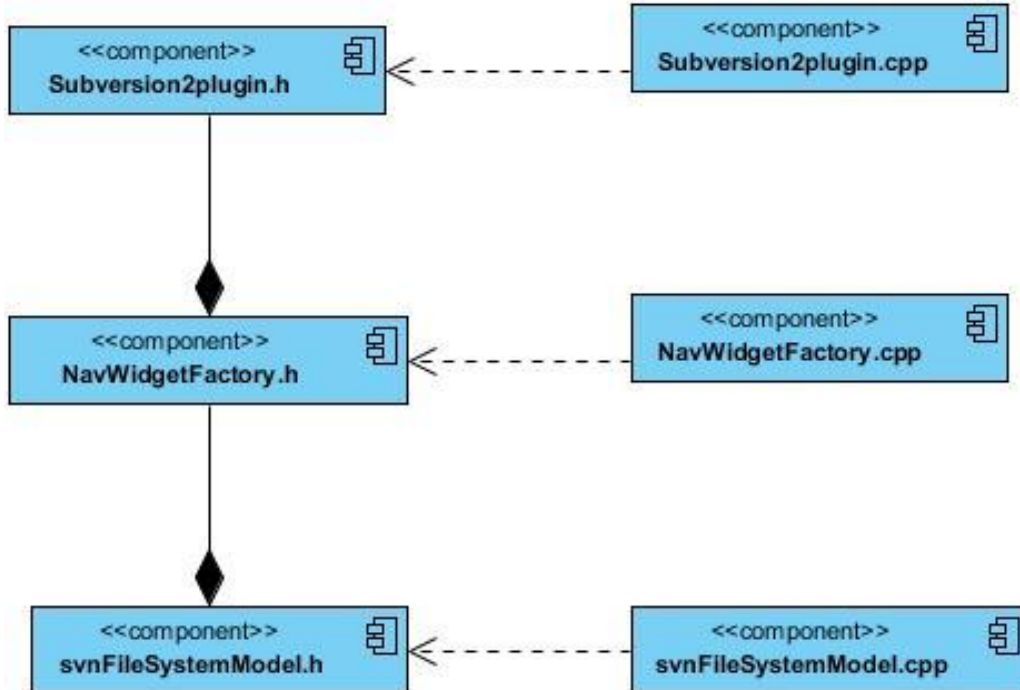 <<component>>
Subversion2plugin.h
<<component>>
Subversion2plugin.cpp
<<component>>
NavWidgetFactory.h
<<component>>
NavWidgetFactory.cpp
<<component>>
svnFileSystemModel.h
<<component>>
svnFileSystemModel.cpp